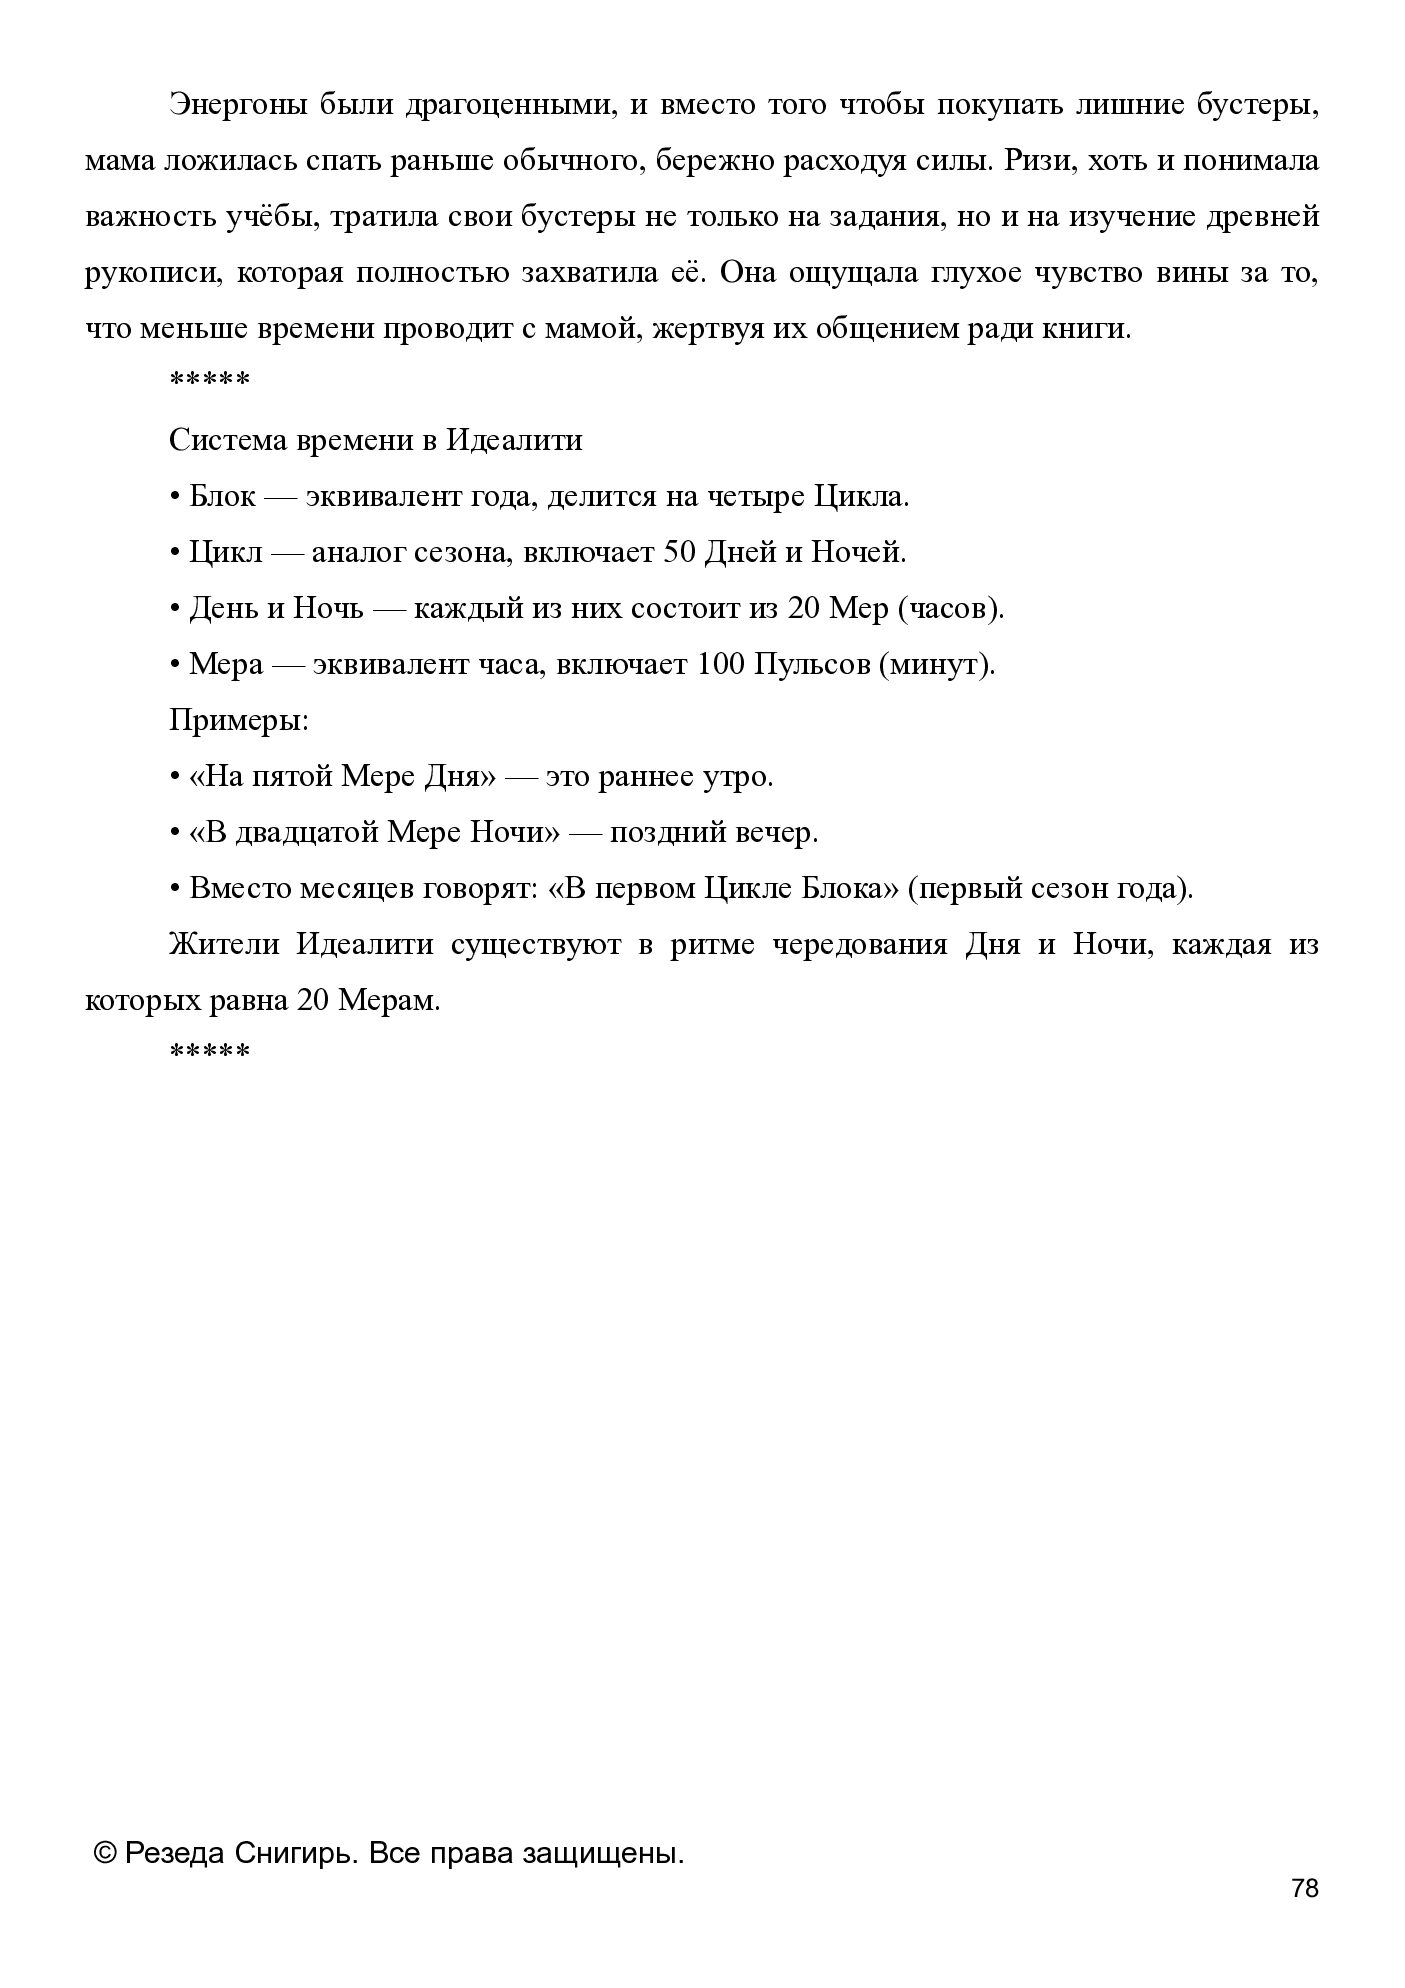 Энергоны были драгоценными, и вместо того чтобы покупать лишние бустеры,
мама ложилась спать раньше обычного, бережно расходуя силы. Ризи, хоть и понимала
важность учёбы, тратила свои бустеры не только на задания, но и на изучение древней
рукописи, которая полностью захватила её. Она ощущала глухое чувство вины за то,
что меньше времени проводит с мамой, жертвуя их общением ради книги.
*****
Система времени в Идеалити
• Блок — эквивалент года, делится на четыре Цикла.
• Цикл — аналог сезона, включает 50 Дней и Ночей.
• День и Ночь — каждый из них состоит из 20 Мер (часов).
• Мера — эквивалент часа, включает 100 Пульсов (минут).
Примеры:
• «На пятой Мере Дня» — это раннее утро.
• «В двадцатой Мере Ночи» — поздний вечер.
• Вместо месяцев говорят: «В первом Цикле Блока» (первый сезон года).
Жители Идеалити существуют в ритме чередования Дня и Ночи, каждая из
которых равна 20 Мерам.
*****
© Резеда Снигирь. Все права защищены.
78